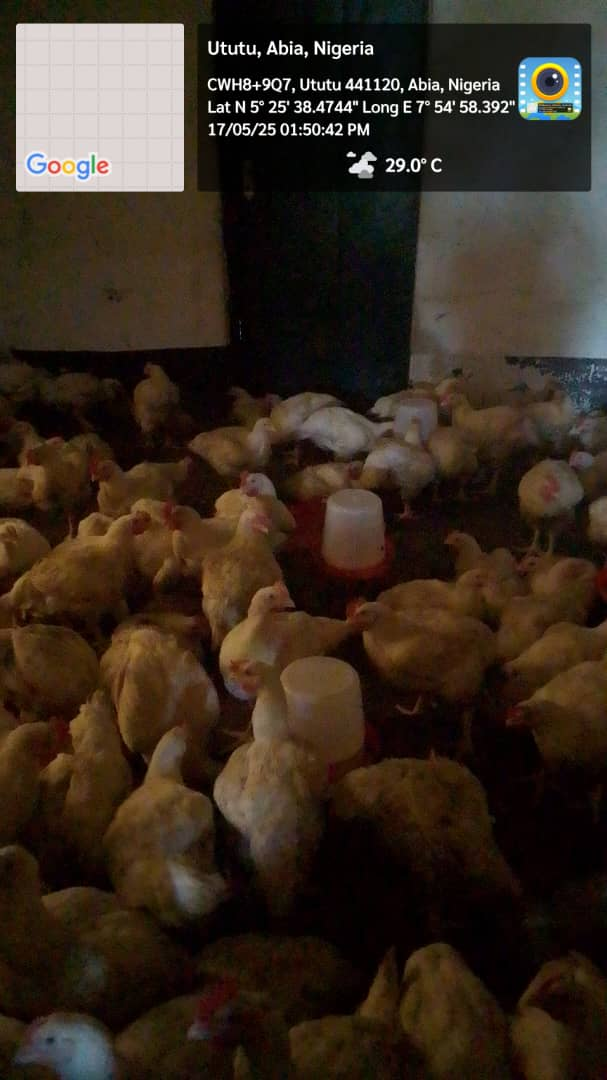 Ututu, Abia, Nigeria
CWH8+9Q7, Ututu 441120, Abia, Nigeria
Lat N 5° 25' 38.4744" Long E 7° 54' 58.392"
17/05/25 01:50:42 PM
29.0° C
Google